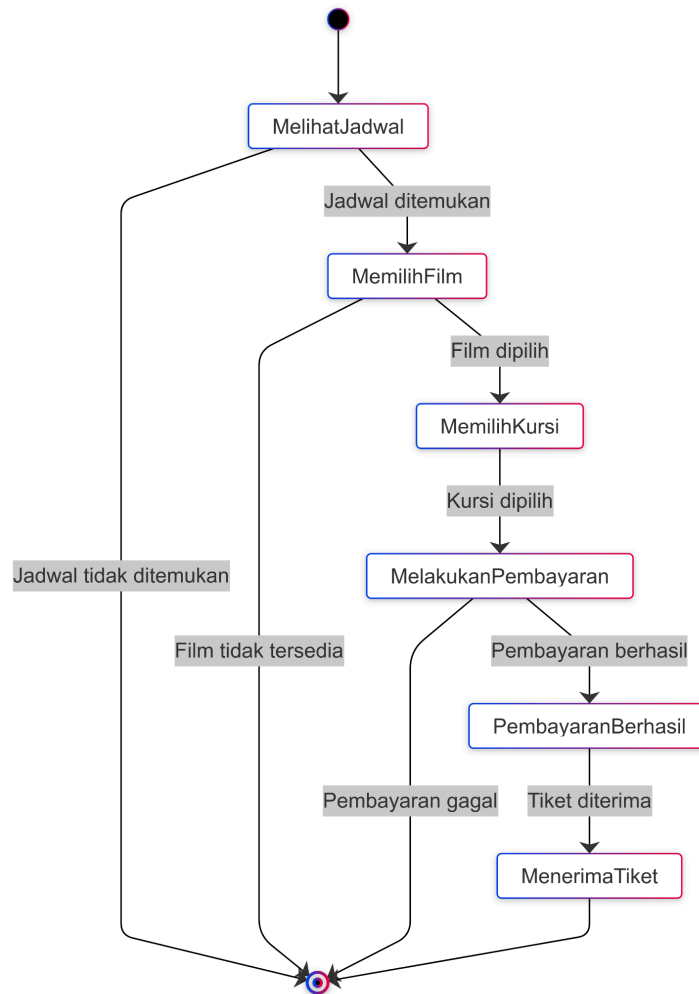 MelihatJadwal
Jadwal ditemukan
MemilihFilm
Film dipilih
MemilihKursi
Kursi dipilih
Jadwal tidak ditemukan
MelakukanPembayaran
Film tidak tersedia
Pembayaran berhasil
PembayaranBerhasil
Pembayaran gagal
Tiket diterima
MenerimaTiket